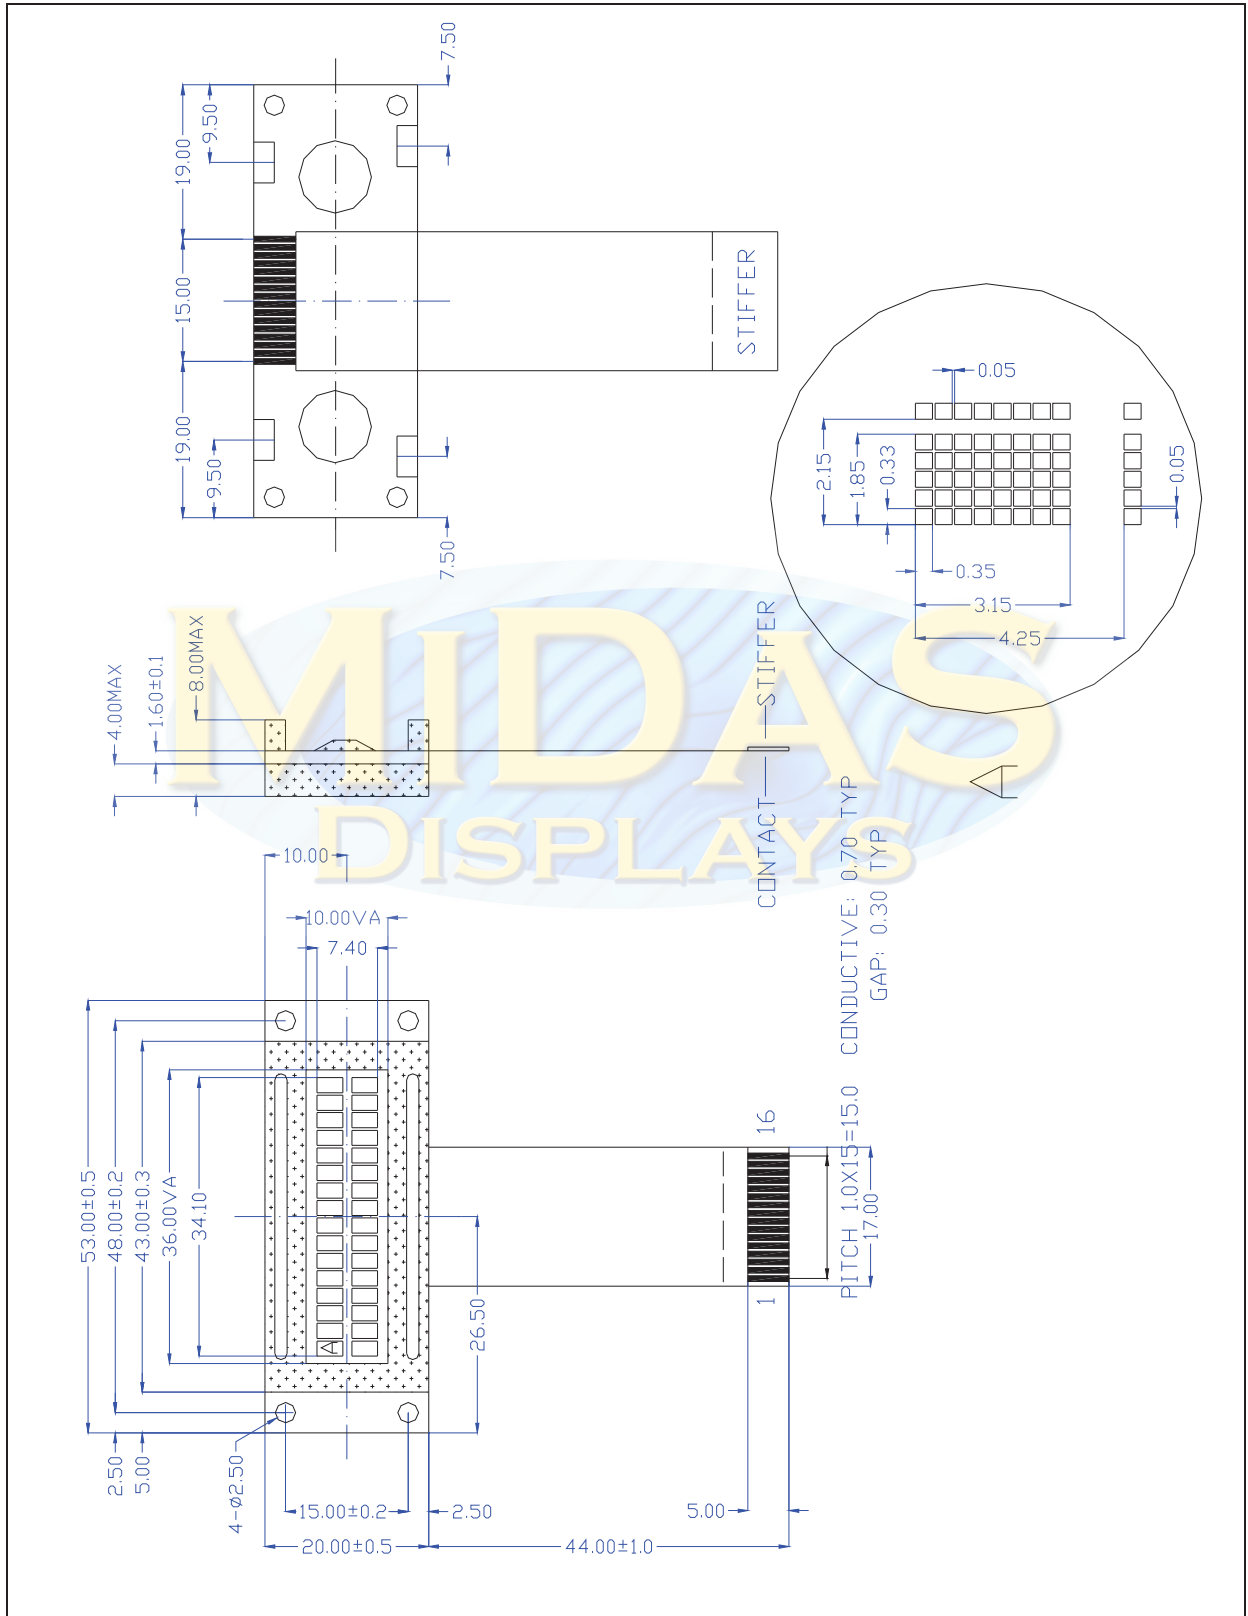 7.50
9.50
19.00
15.00
19.00
9.50
7.50
STIFFER
0.05
2.15
1.85
0.33
0.05
0.35
3.15
4.25
4.00MAX
1.60±0.1
8.00MAX
STIFFER
CONTACT
MIDAS
DISPLAYS
A
10.00
10.00VA
7.40
53.00±0.5
48.00±0.2
43.00±0.3
36.00VA
34.10
A
26.50
1 16
PITCH 1.0X15=15.0 CONDUCTIVE: 0.70 TYP
GAP: 0.30 TYP
17.00
2.50
5.00
4-ø2.50
15.00±0.2
2.50
20.00±0.5
5.00
44.00±1.0